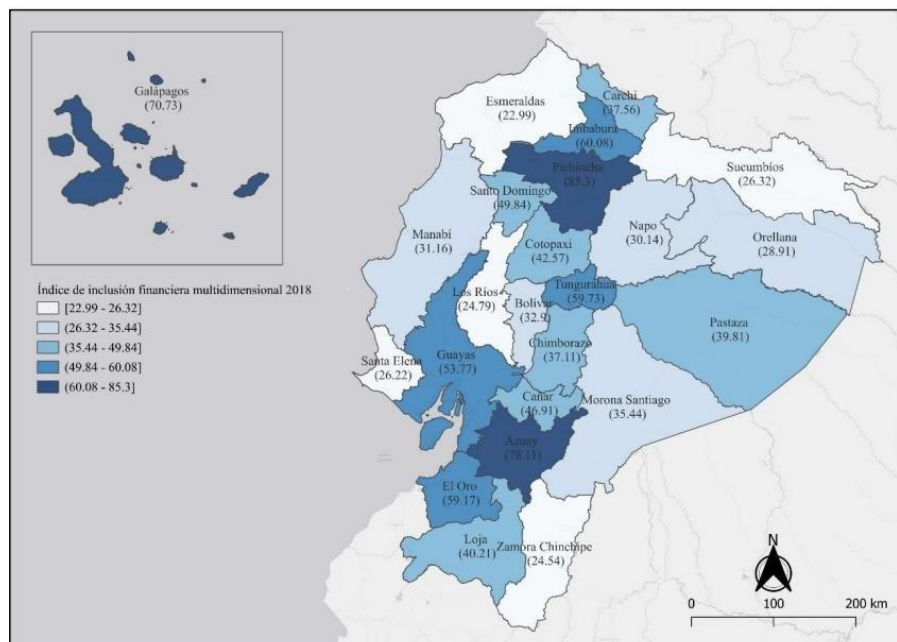 Galápagos
(70.73)
Esmeraldas
(22.99)
Carchi
(37.56)
Imbabura
(60.08)
Pichincha
(85.3)
Sucumbíos
(26.32)
Santo Domingo
(49.84)
Manabí
(31.16)
Napo
(30.14)
Orellana
(28.91)
Cotopaxi
(42.57)
Los Ríos
(24.79)
Bolívar
(32.9)
Tungurahua
(59.73)
Pastaza
(39.81)
Chimborazo
(37.11)
Santa Elena
(26.22)
Guayas
(53.77)
Cañar
(46.91)
Morona Santiago
(35.44)
Azuay
(78.11)
El Oro
(59.17)
Loja
(40.21)
Zamora Chinchipe
(24.54)
Índice de inclusión financiera multidimensional 2018
[22.99 - 26.32]
(26.32 - 35.44]
(35.44 - 49.84]
(49.84 - 60.08]
(60.08 - 85.3]
N
0 100 200 km